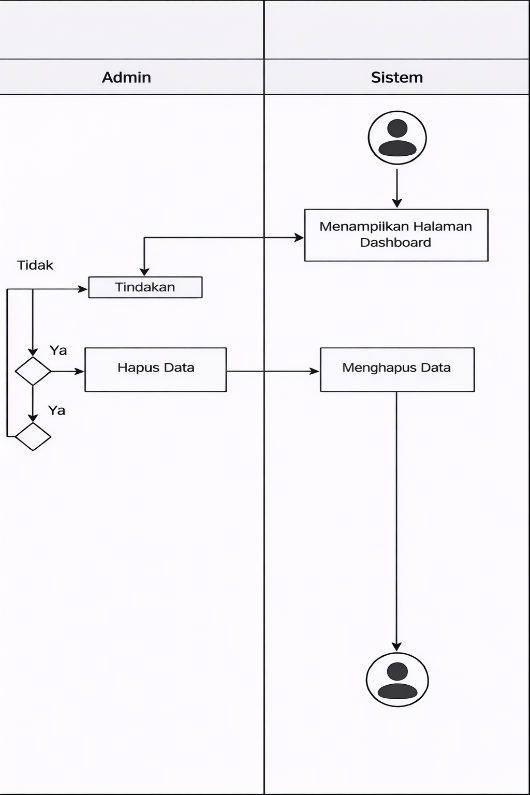 Admin
Sistem
Menampilkan Halaman
Dashboard
Tidak
Tindakan
Ya
Hapus Data
Menghapus Data
Ya